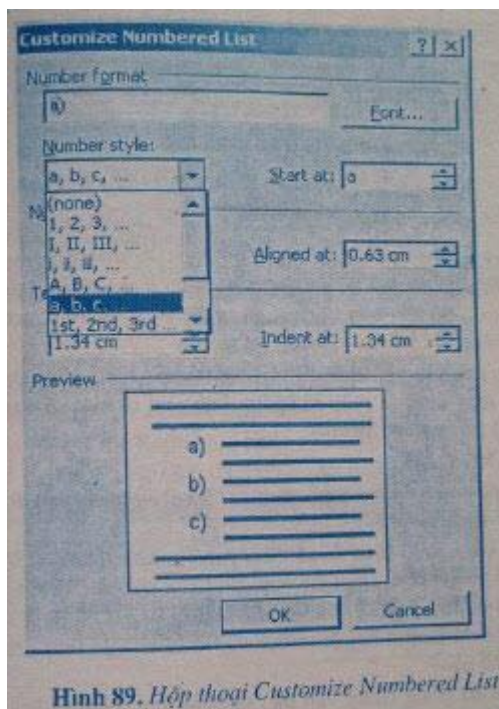 Customize Numbered List
Number format
a)
Font...
Number style:
a, b, c, ...
Start at: a
(none)
1, 2, 3, ...
I, II, III, ...
i, ii, iii, ...
A, B, C, ...
a, b, c,
1st, 2nd, 3rd ...
Aligned at: 0.63 cm
1.34 cm
Indent at: 1.34 cm
Preview
a)
b)
c)
OK
Cancel
Hình 89. Hộp thoại Customize Numbered List